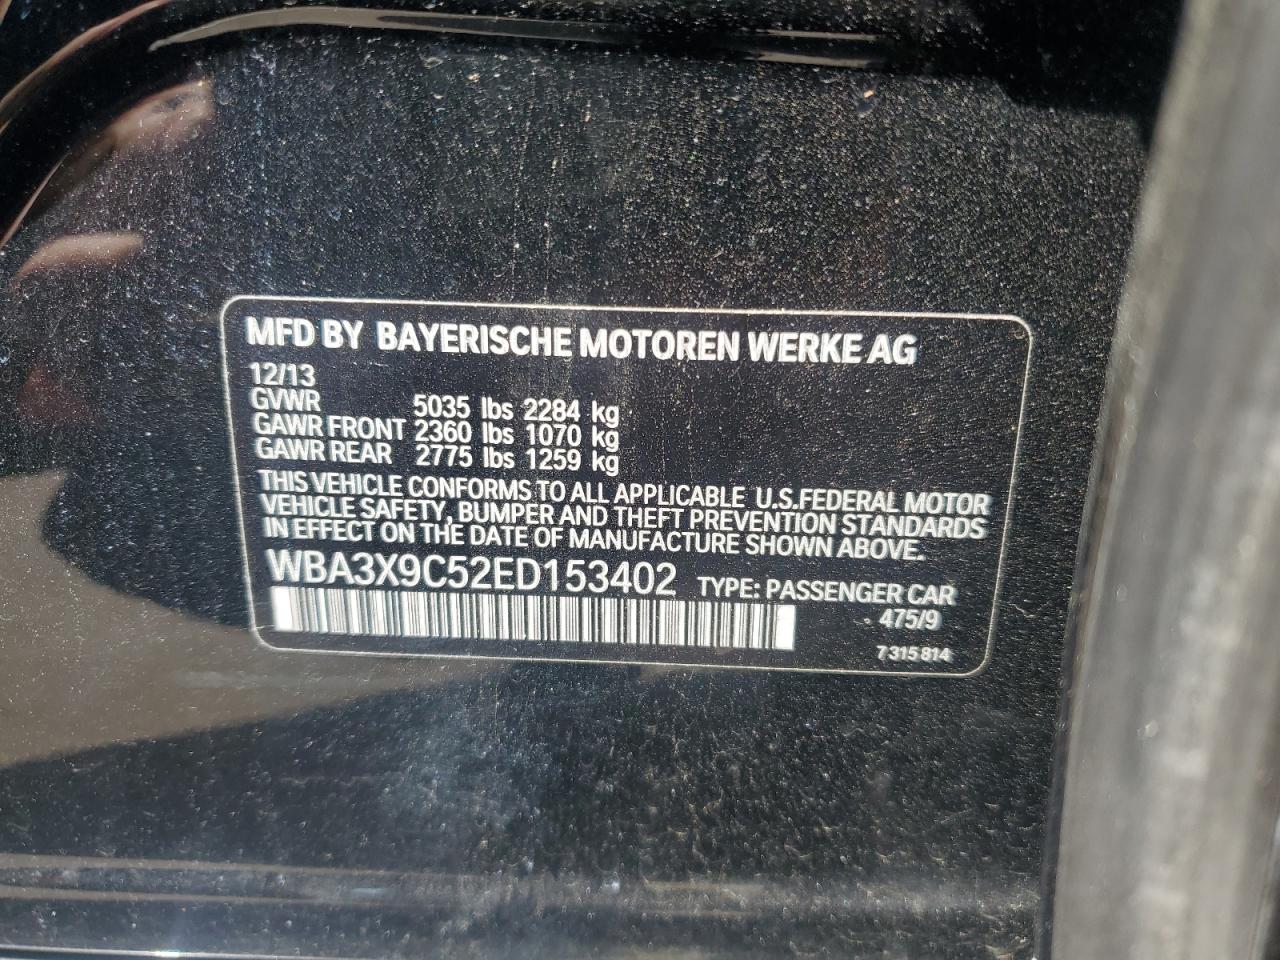 MFD BY BAYERISCHE MOTOREN WERKE AG
12/13
GVWR 5035 lbs 2284 kg
GAWR FRONT 2360 lbs 1070 kg
GAWR REAR 2775 lbs 1259 kg
THIS VEHICLE CONFORMS TO ALL APPLICABLE U.S.FEDERAL MOTOR
VEHICLE SAFETY, BUMPER AND THEFT PREVENTION STANDARDS
IN EFFECT ON THE DATE OF MANUFACTURE SHOWN ABOVE.
WBA3X9C52ED153402 TYPE: PASSENGER CAR
475/9
7 315 814